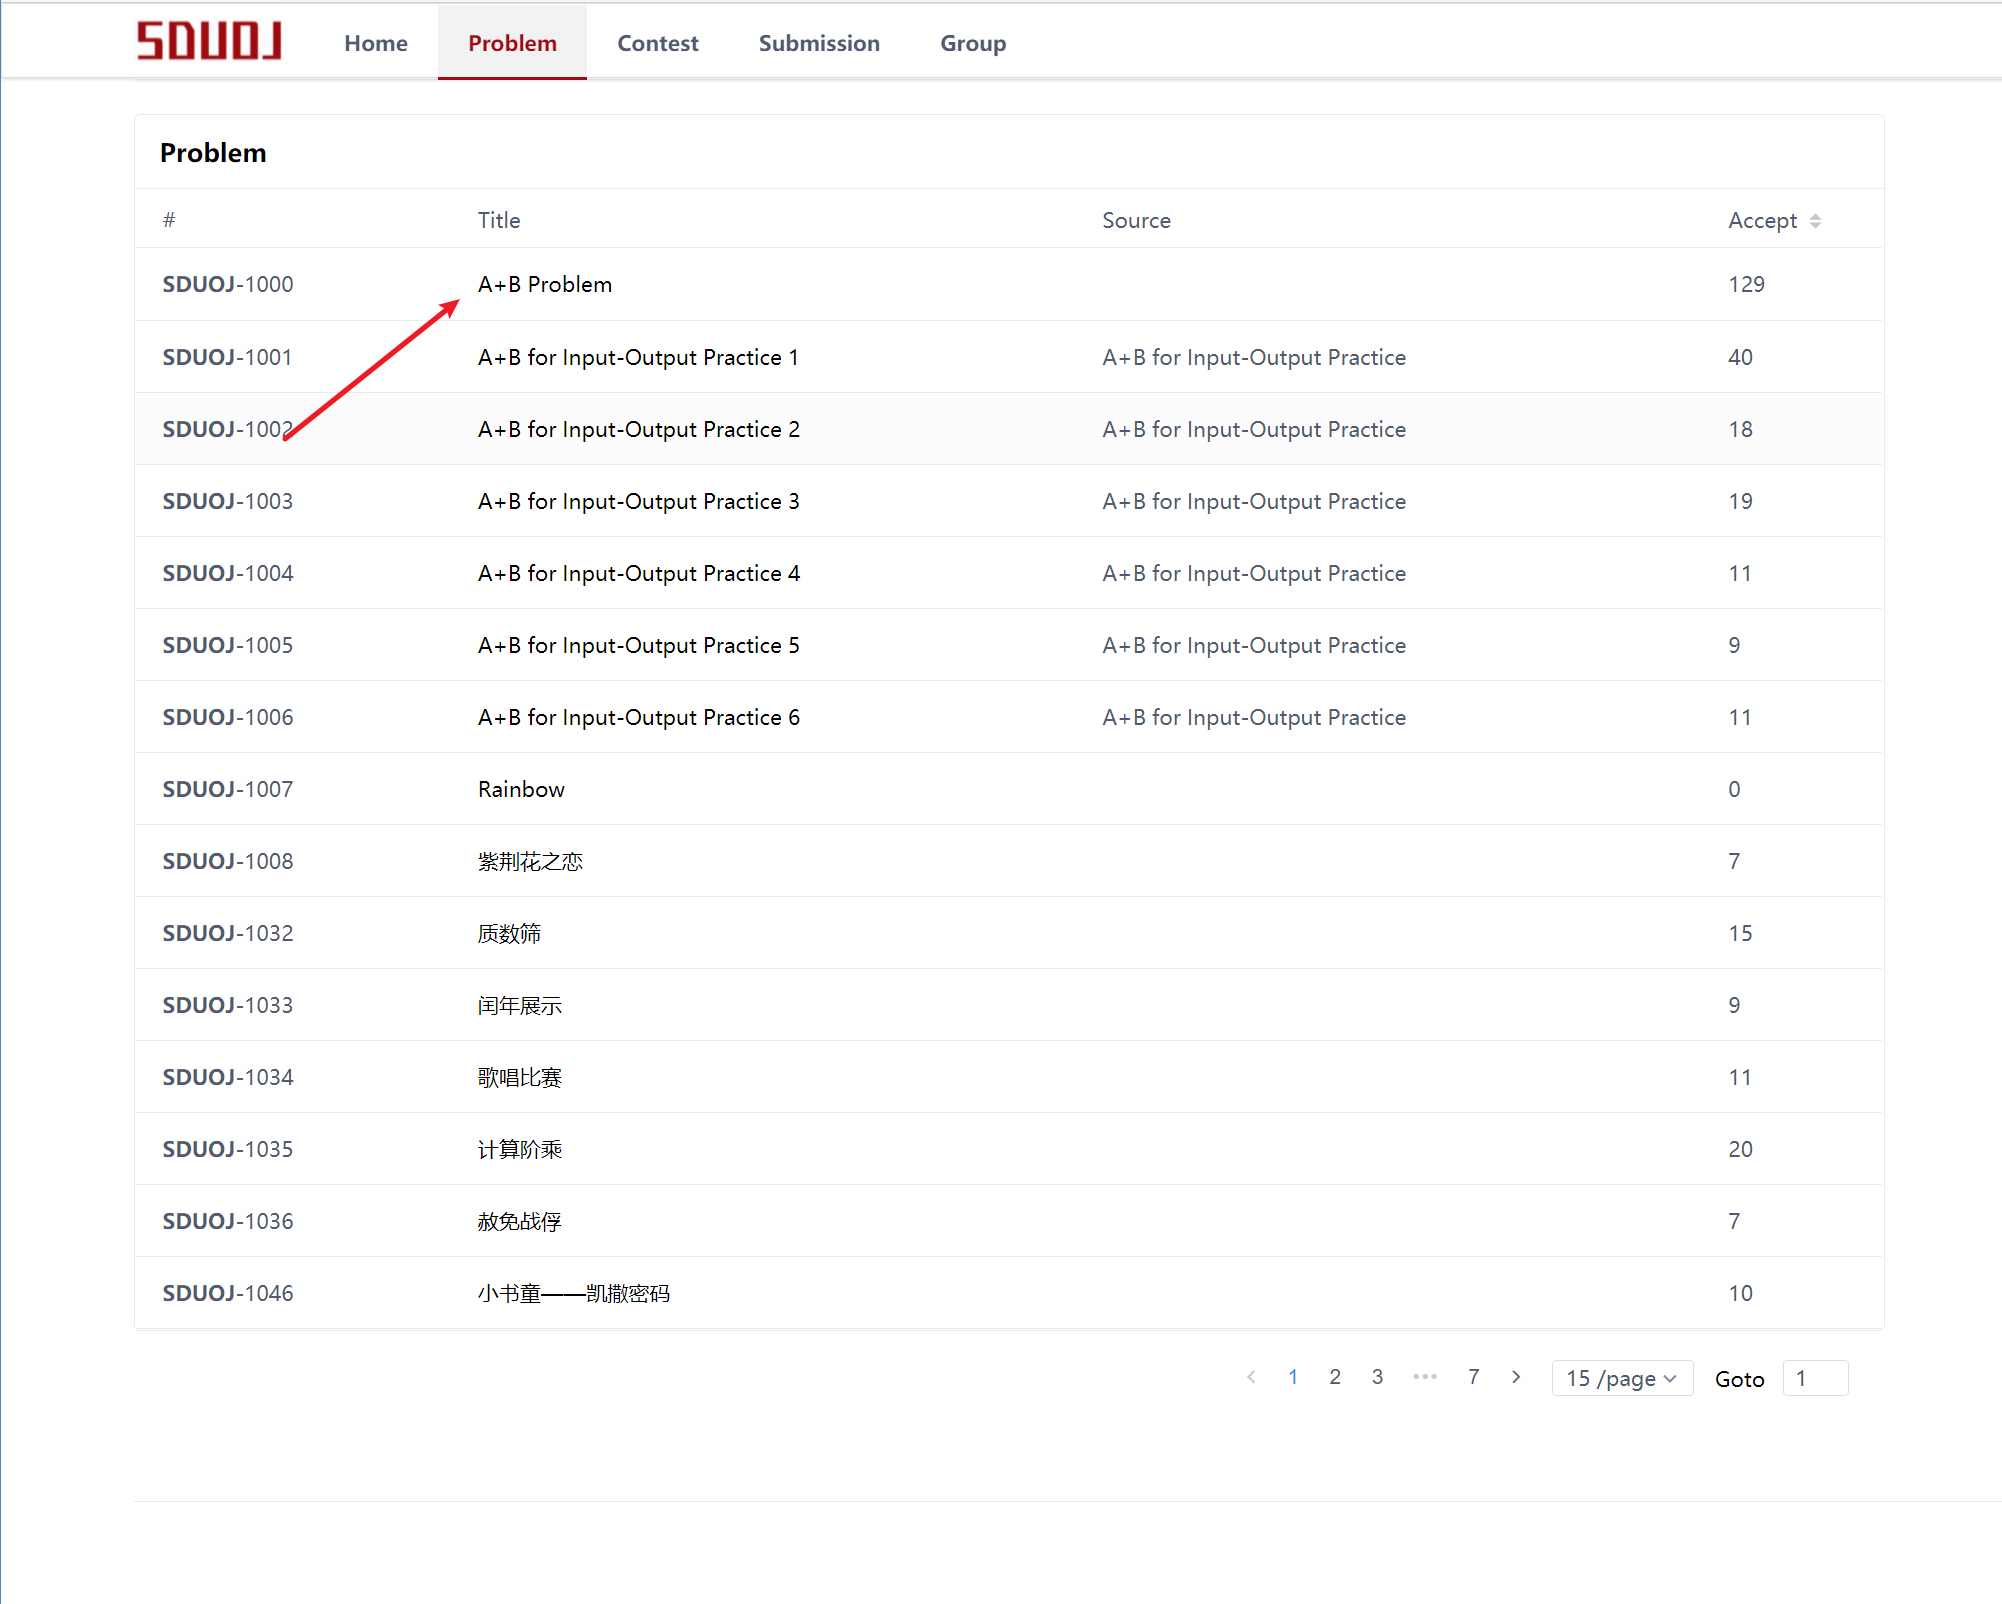 SDUOJ Home Problem Contest Submission Group
Problem
# Title Source Accept
SDUOJ-1000 A+B Problem 129
SDUOJ-1001 A+B for Input-Output Practice 1 A+B for Input-Output Practice 40
SDUOJ-1002 A+B for Input-Output Practice 2 A+B for Input-Output Practice 18
SDUOJ-1003 A+B for Input-Output Practice 3 A+B for Input-Output Practice 19
SDUOJ-1004 A+B for Input-Output Practice 4 A+B for Input-Output Practice 11
SDUOJ-1005 A+B for Input-Output Practice 5 A+B for Input-Output Practice 9
SDUOJ-1006 A+B for Input-Output Practice 6 A+B for Input-Output Practice 11
SDUOJ-1007 Rainbow 0
SDUOJ-1008 紫荆花之恋 7
SDUOJ-1032 质数筛 15
SDUOJ-1033 闰年展示 9
SDUOJ-1034 歌唱比赛 11
SDUOJ-1035 计算阶乘 20
SDUOJ-1036 赦免战俘 7
SDUOJ-1046 小书童——凯撒密码 10
1 2 3 ••• 7 15 /page Goto 1